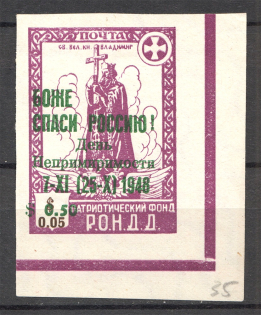 ПОЧТА
СВ. ВЕЛ. КН. ВЛАДИМИР
БОЖЕ
СПАСИ РОССИЮ!
День
Непримиримости
7-XI (25-X) 1948
$ 0.50
0.05
ПАТРИОТИЧЕСКИЙ ФОНД
Р.О.Н.Д.Д.
35